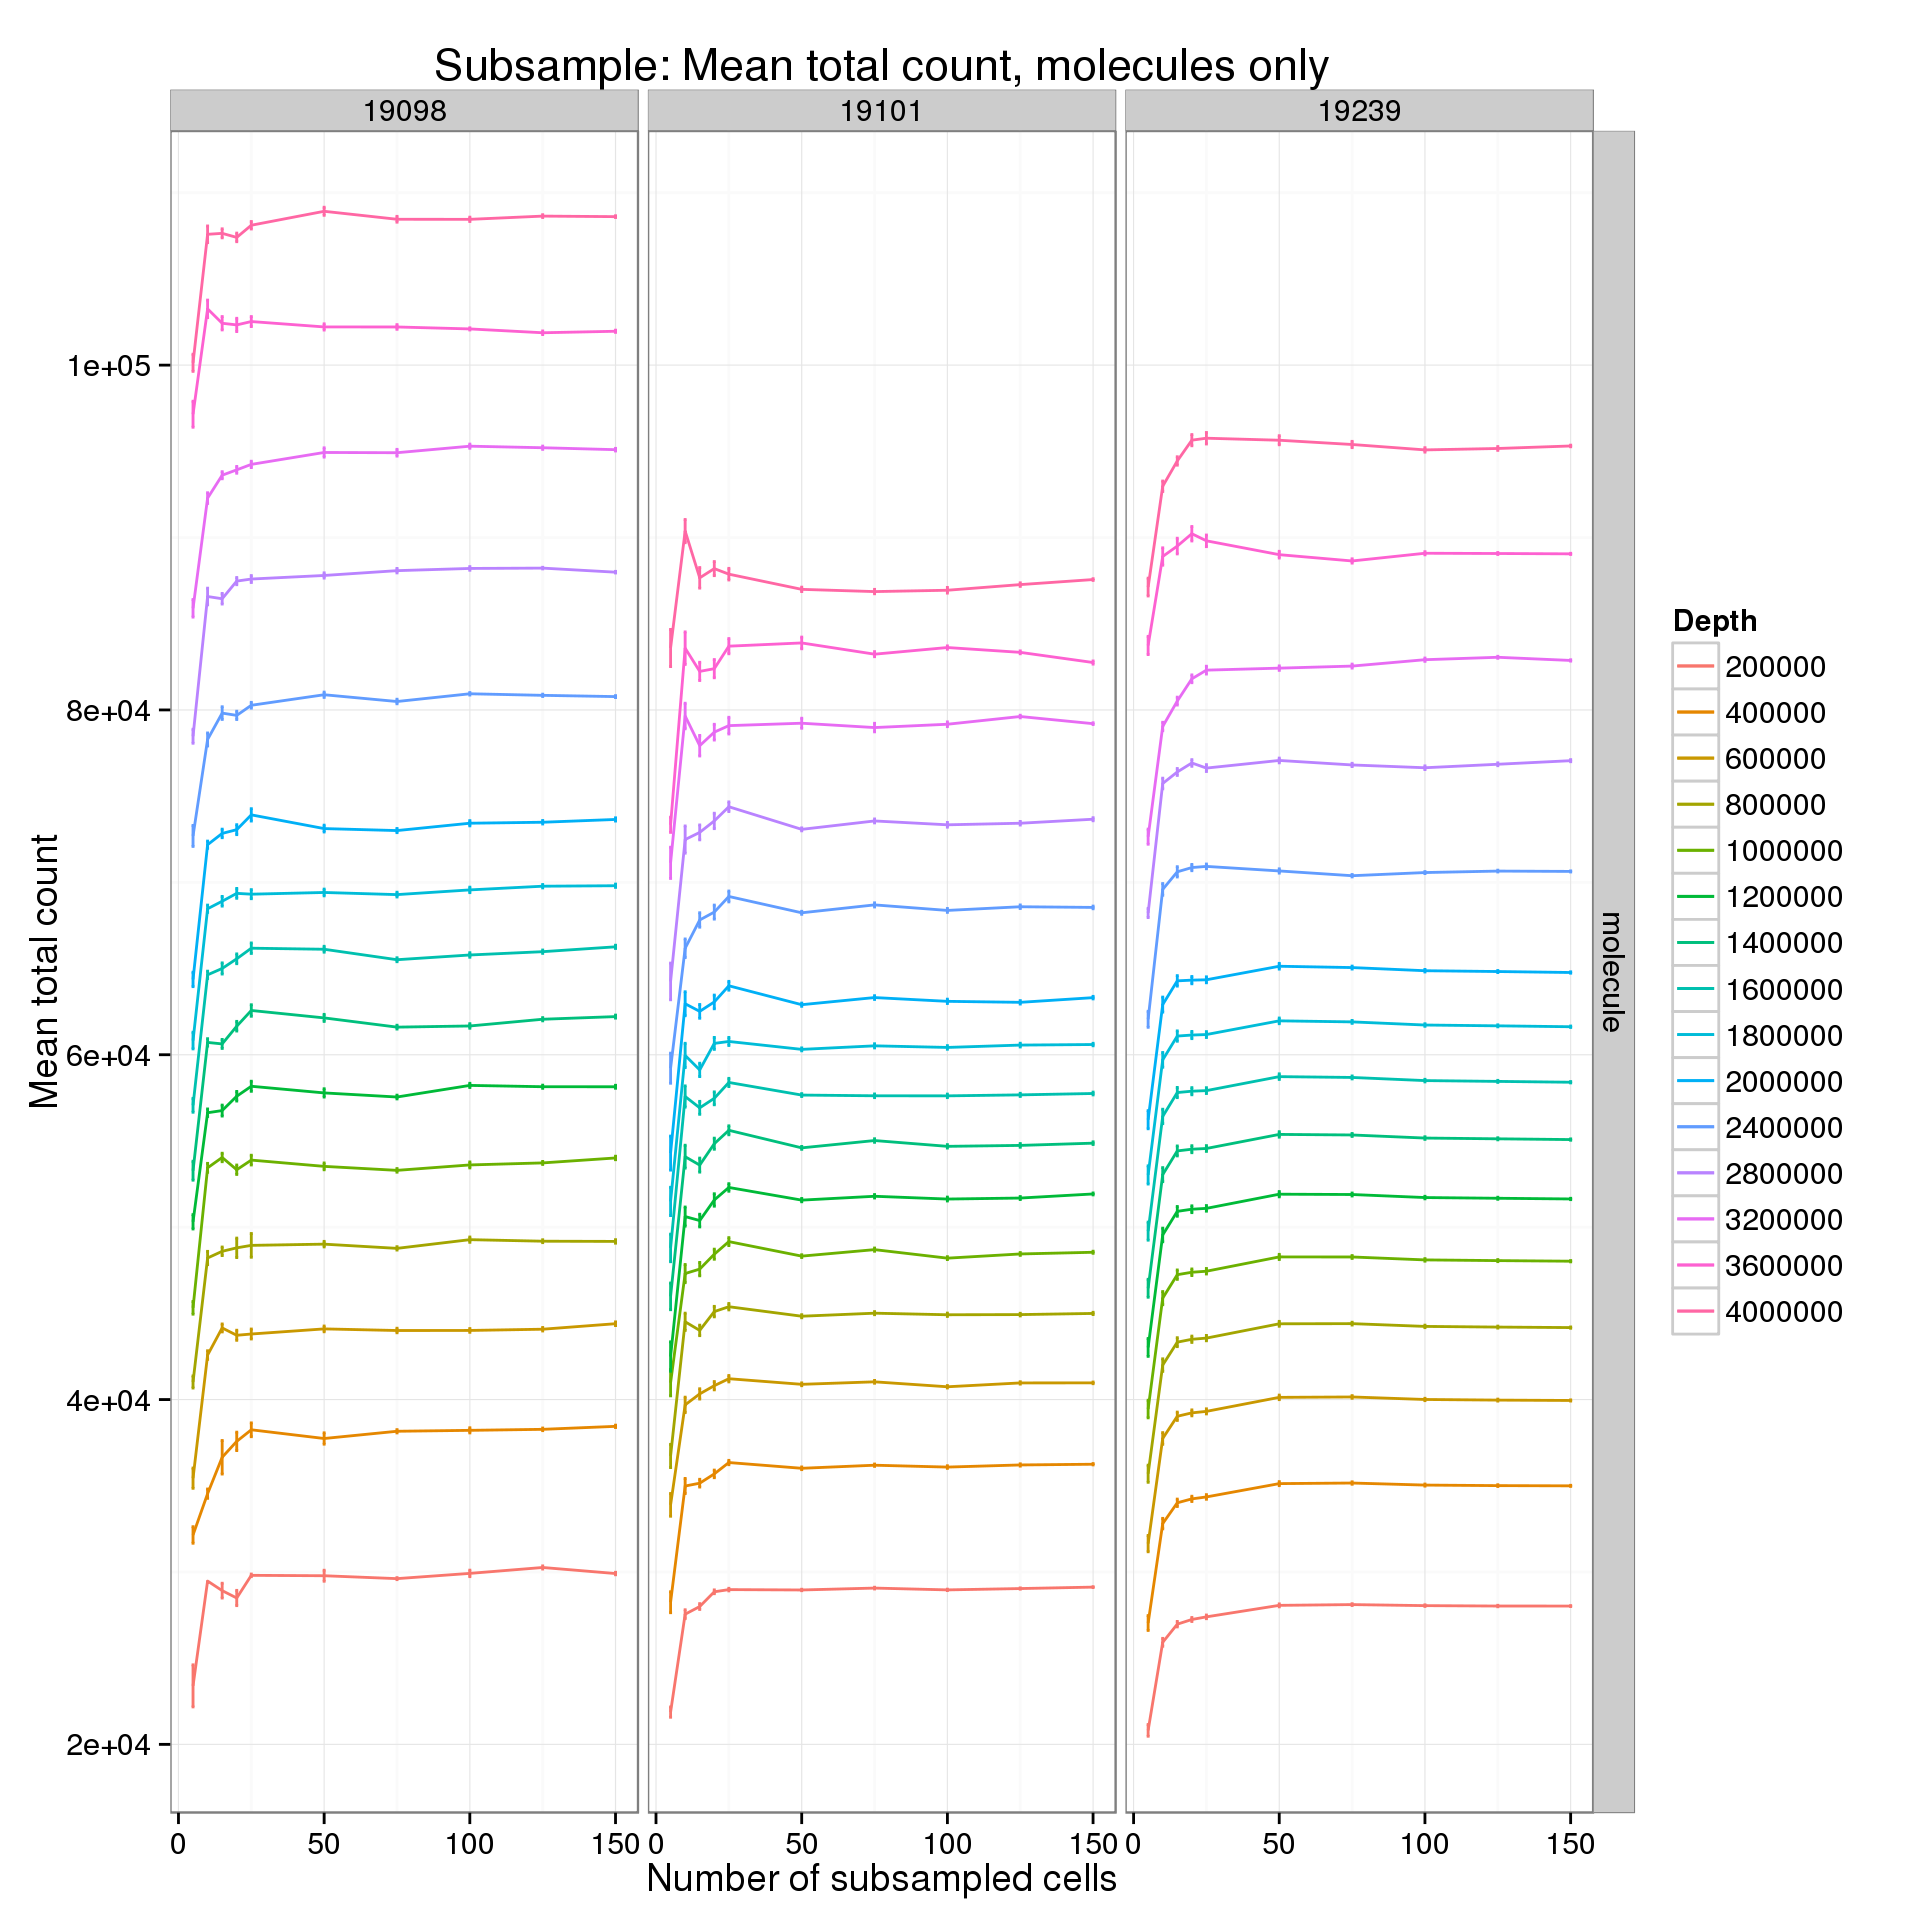 Subsample: Mean total count, molecules only
19098 19101 19239
1e+05
8e+04
6e+04
4e+04
2e+04
Mean total count
molecule
0 50 100 150 0 50 100 150 0 50 100 150
Number of subsampled cells
Depth
200000
400000
600000
800000
1000000
1200000
1400000
1600000
1800000
2000000
2400000
2800000
3200000
3600000
4000000